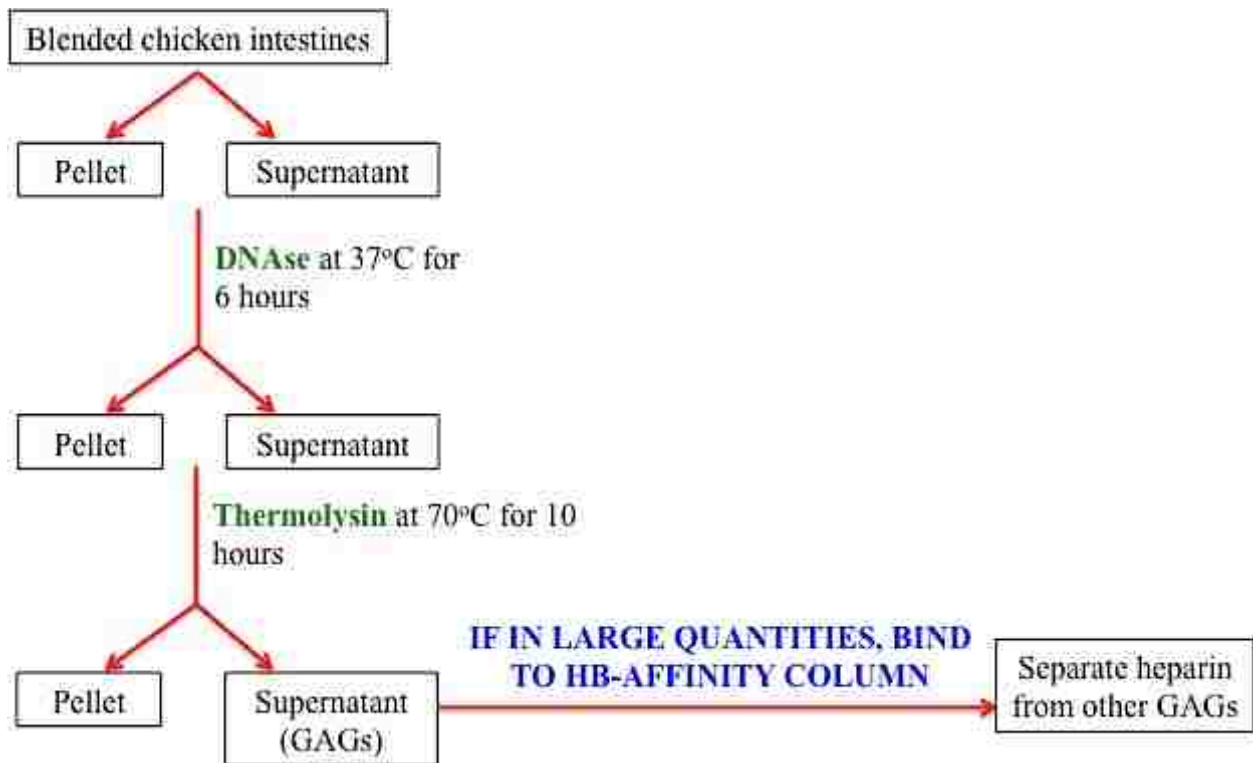 Blended chicken intestines
Pellet
Supernatant
DNAse at 37°C for
6 hours
Pellet
Supernatant
Thermolysin at 70°C for 10
hours
IF IN LARGE QUANTITIES, BIND
TO HB-AFFINITY COLUMN
Pellet
Supernatant
(GAGs)
Separate heparin
from other GAGs